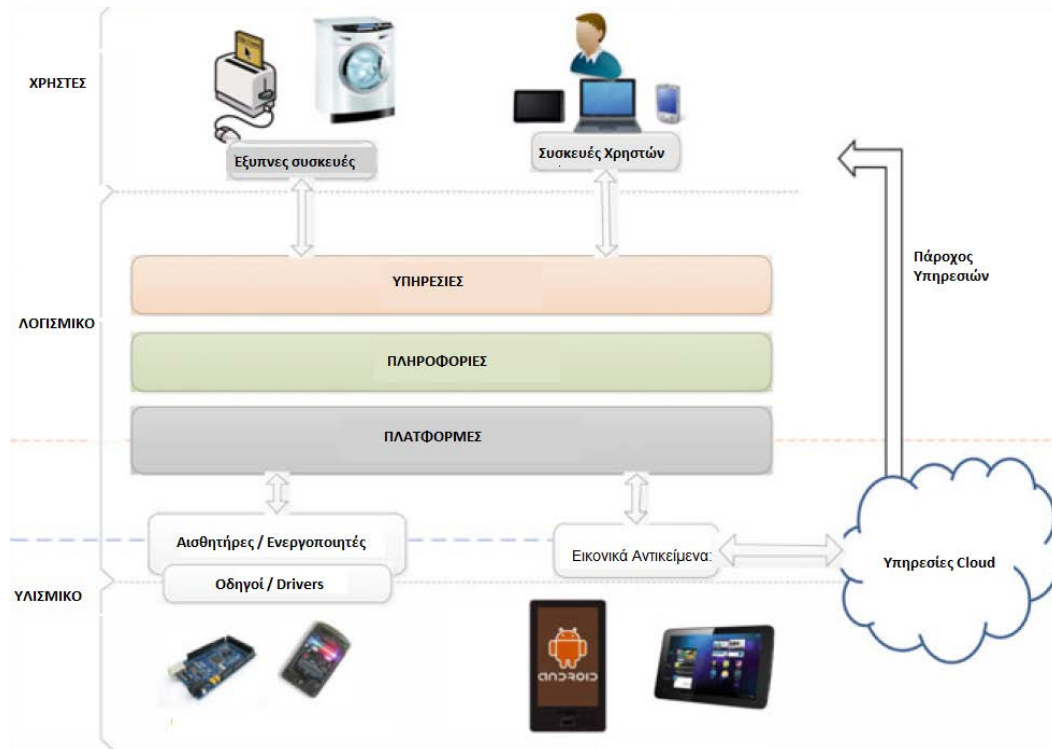 ΧΡΗΣΤΕΣ
Έξυπνες συσκευές
Συσκευές Χρηστών
Πάροχος
Υπηρεσιών
ΥΠΗΡΕΣΙΕΣ
ΛΟΓΙΣΜΙΚΟ
ΠΛΗΡΟΦΟΡΙΕΣ
ΠΛΑΤΦΟΡΜΕΣ
Αισθητήρες / Ενεργοποιητές
Εικονικά Αντικείμενα:
Υπηρεσίες Cloud
Οδηγοί / Drivers
ΥΛΙΣΜΙΚΟ
ANDROID